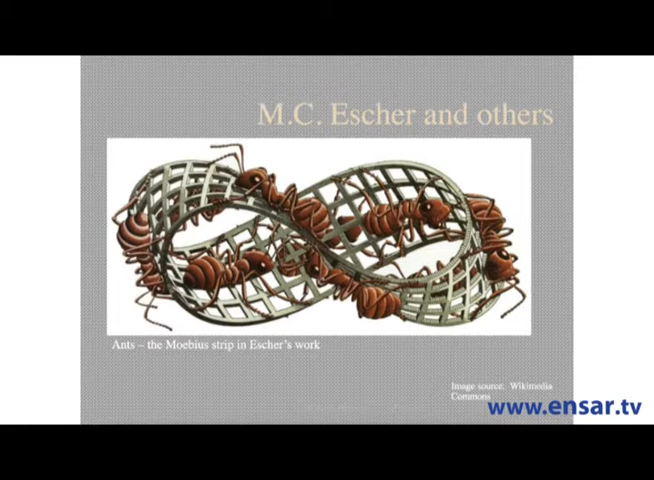 M.C. Escher and others
Ants – the Moebius strip in Escher's work
Image source: Wikimedia
Commons
www.ensar.tv